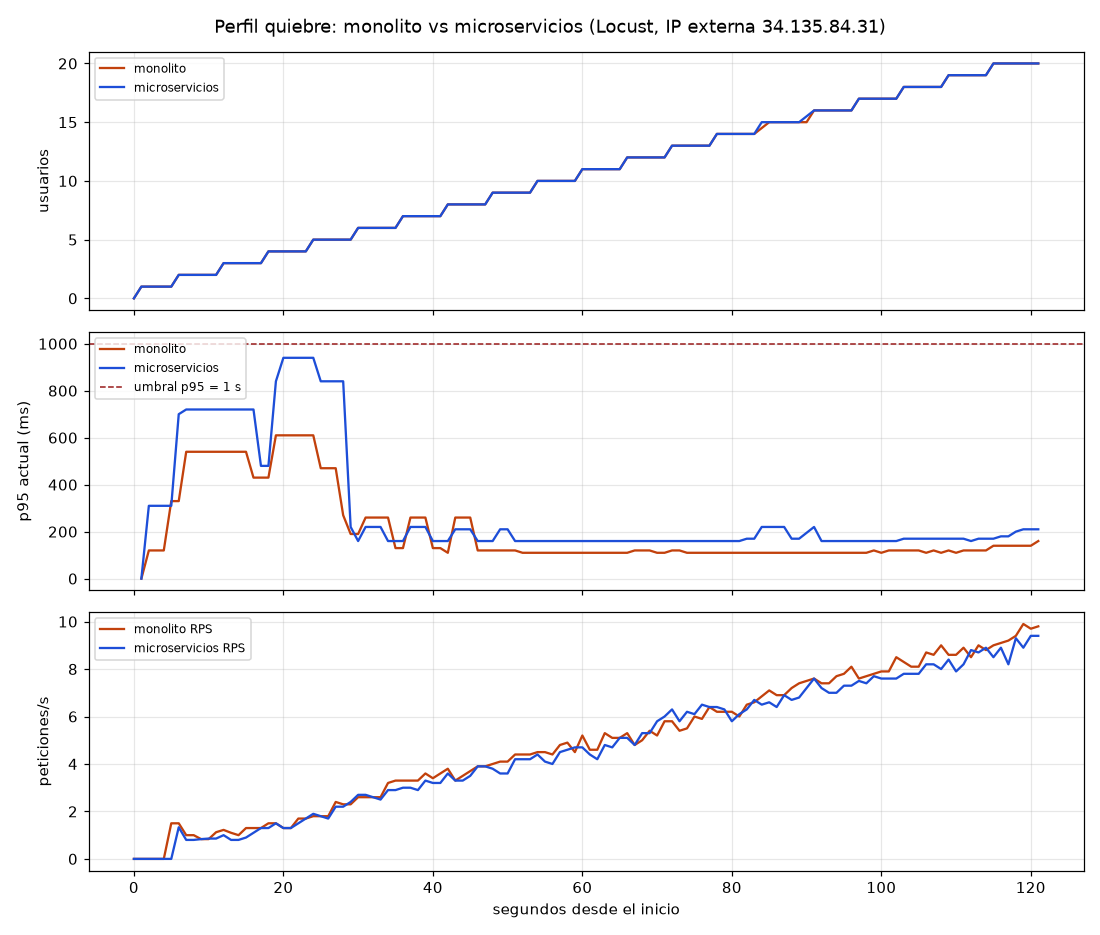 Perfil quiebre: monolito vs microservicios (Locust, IP externa 34.135.84.31)
20
15
10
5
0
usuarios
monolito
microservicios
1000
800
600
400
200
0
p95 actual (ms)
monolito
microservicios
umbral p95 = 1 s
10
8
6
4
2
0
peticiones/s
monolito RPS
microservicios RPS
0 20 40 60 80 100 120
segundos desde el inicio